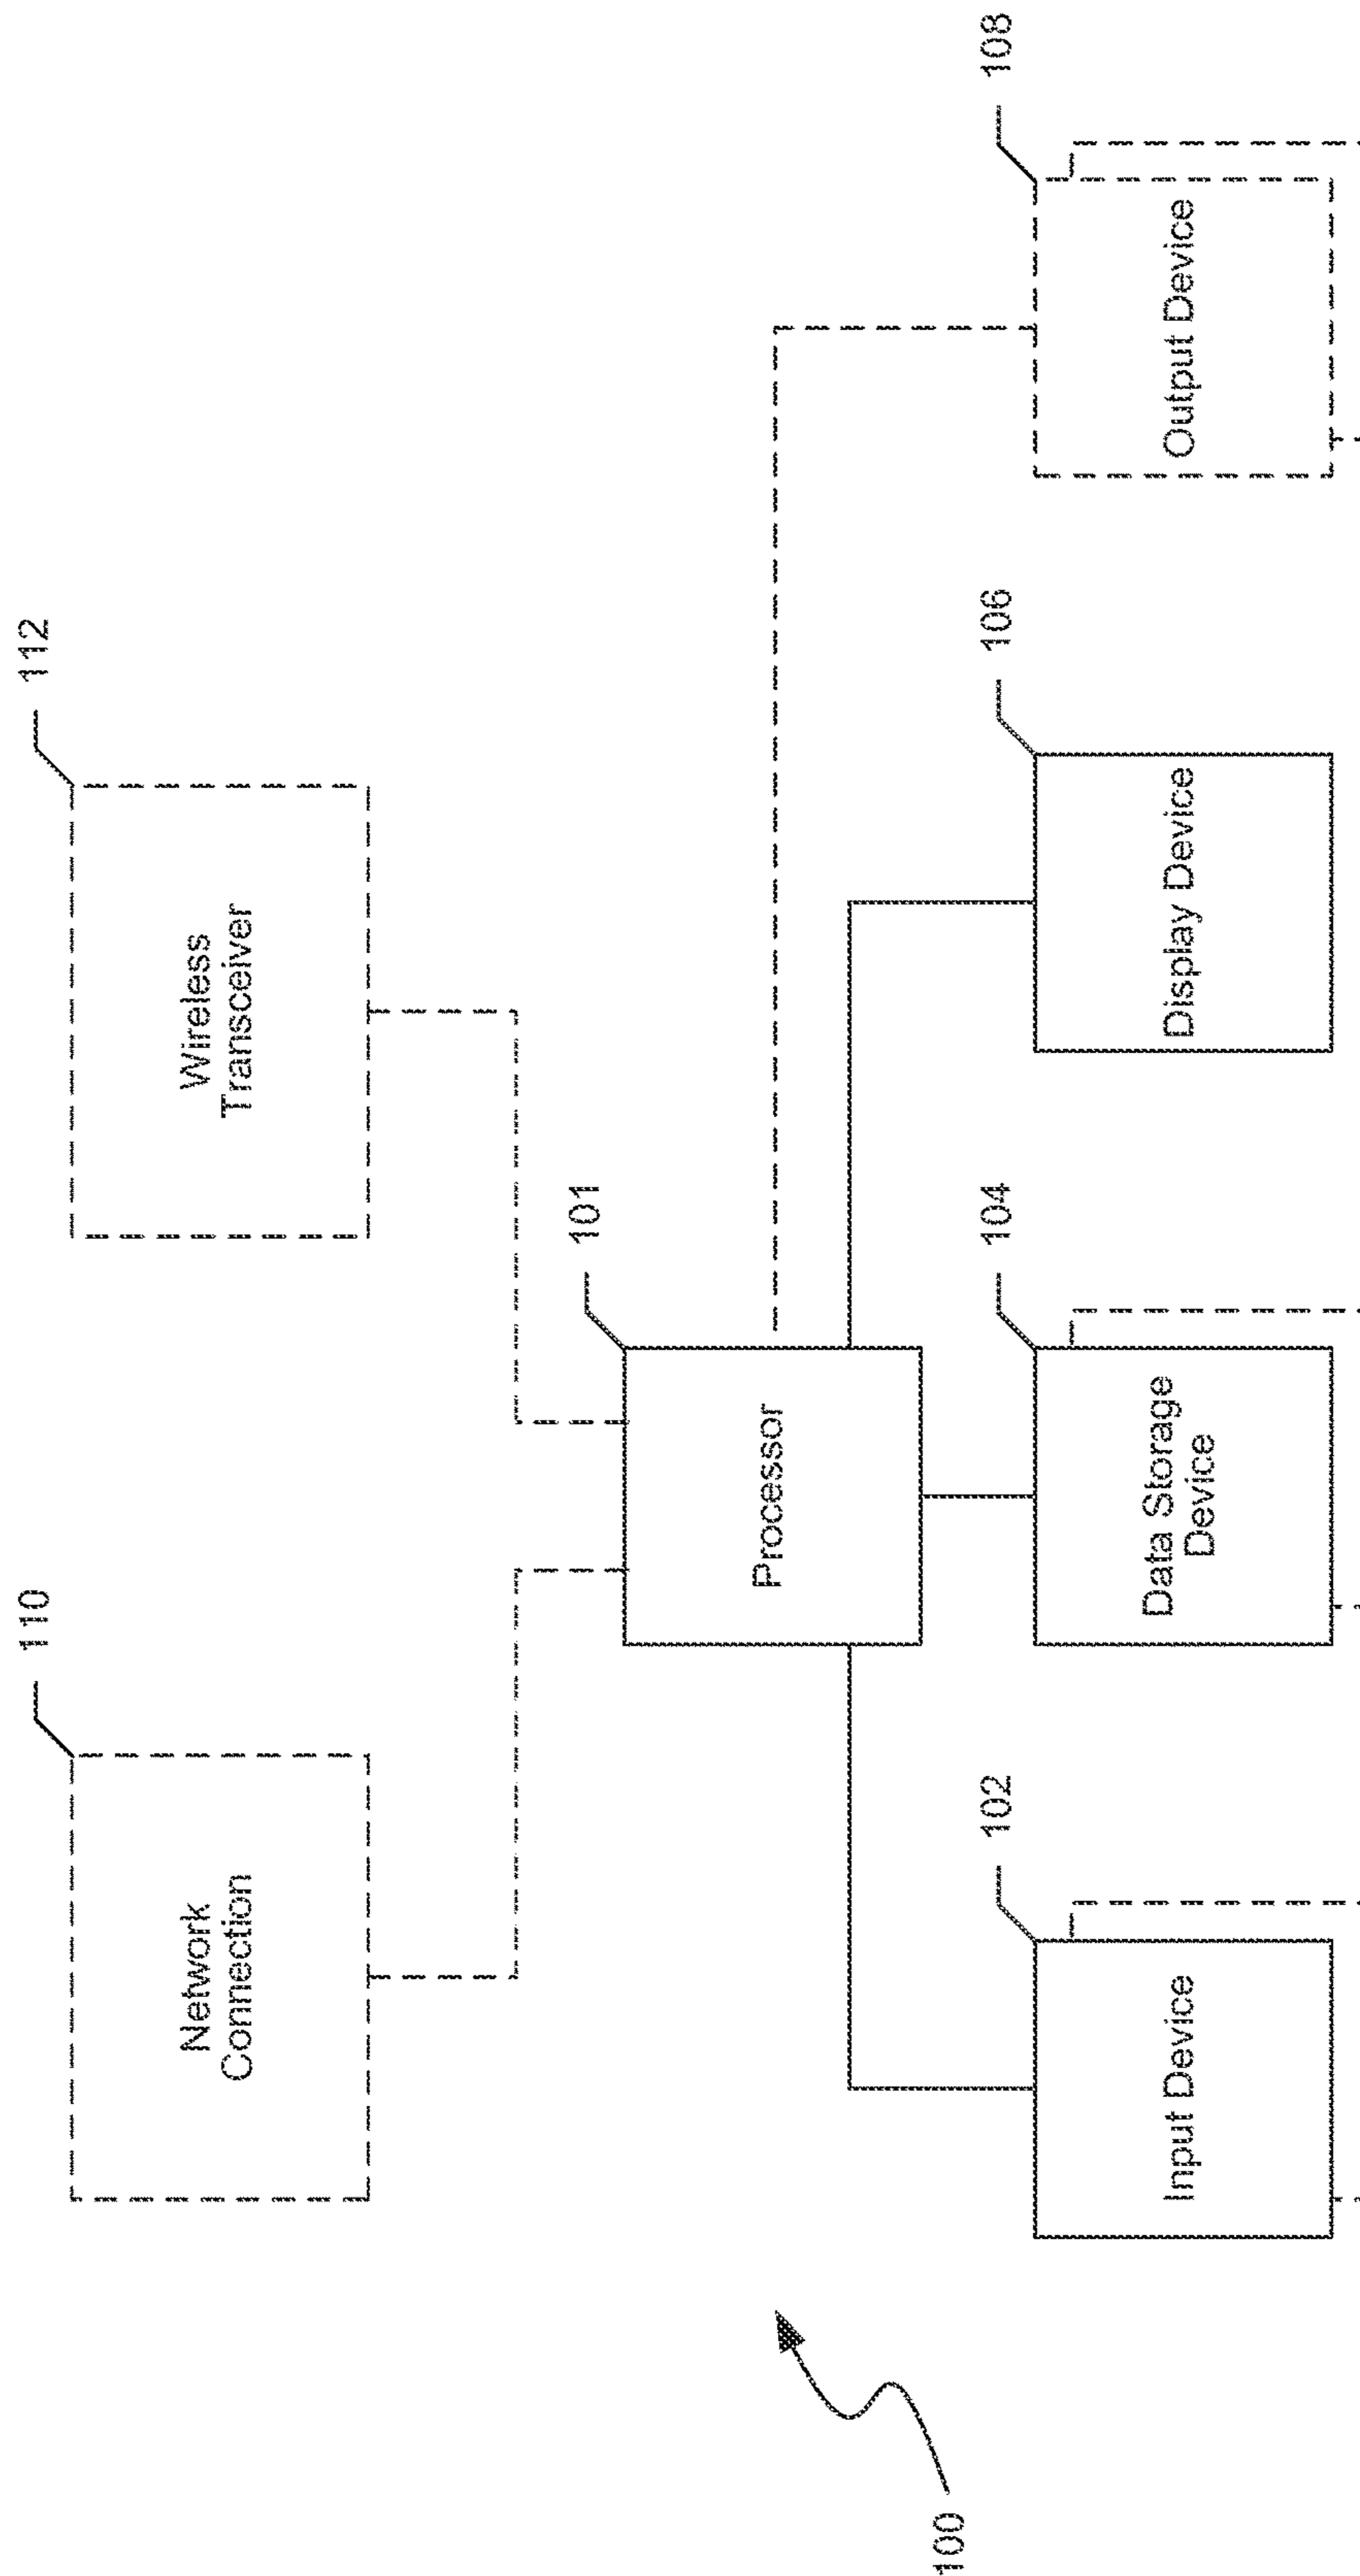 110
Network
Connection
112
Wireless
Transceiver
101
Processor
100
102
Input Device
104
Data Storage
Device
106
Display Device
108
Output Device